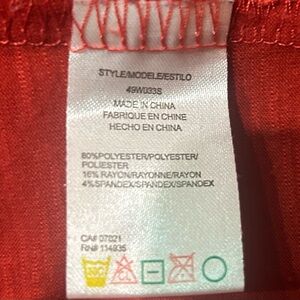 STYLE/MODELE/ESTILO
49W033S
MADE IN CHINA
FABRIQUE EN CHINE
HECHO EN CHINA
80%POLYESTER/POLYESTER/
POLIESTER
16% RAYON/RAYONNE/RAYON
4%SPANDEX/SPANDEX/SPANDEX
CA# 07021
RN# 114935